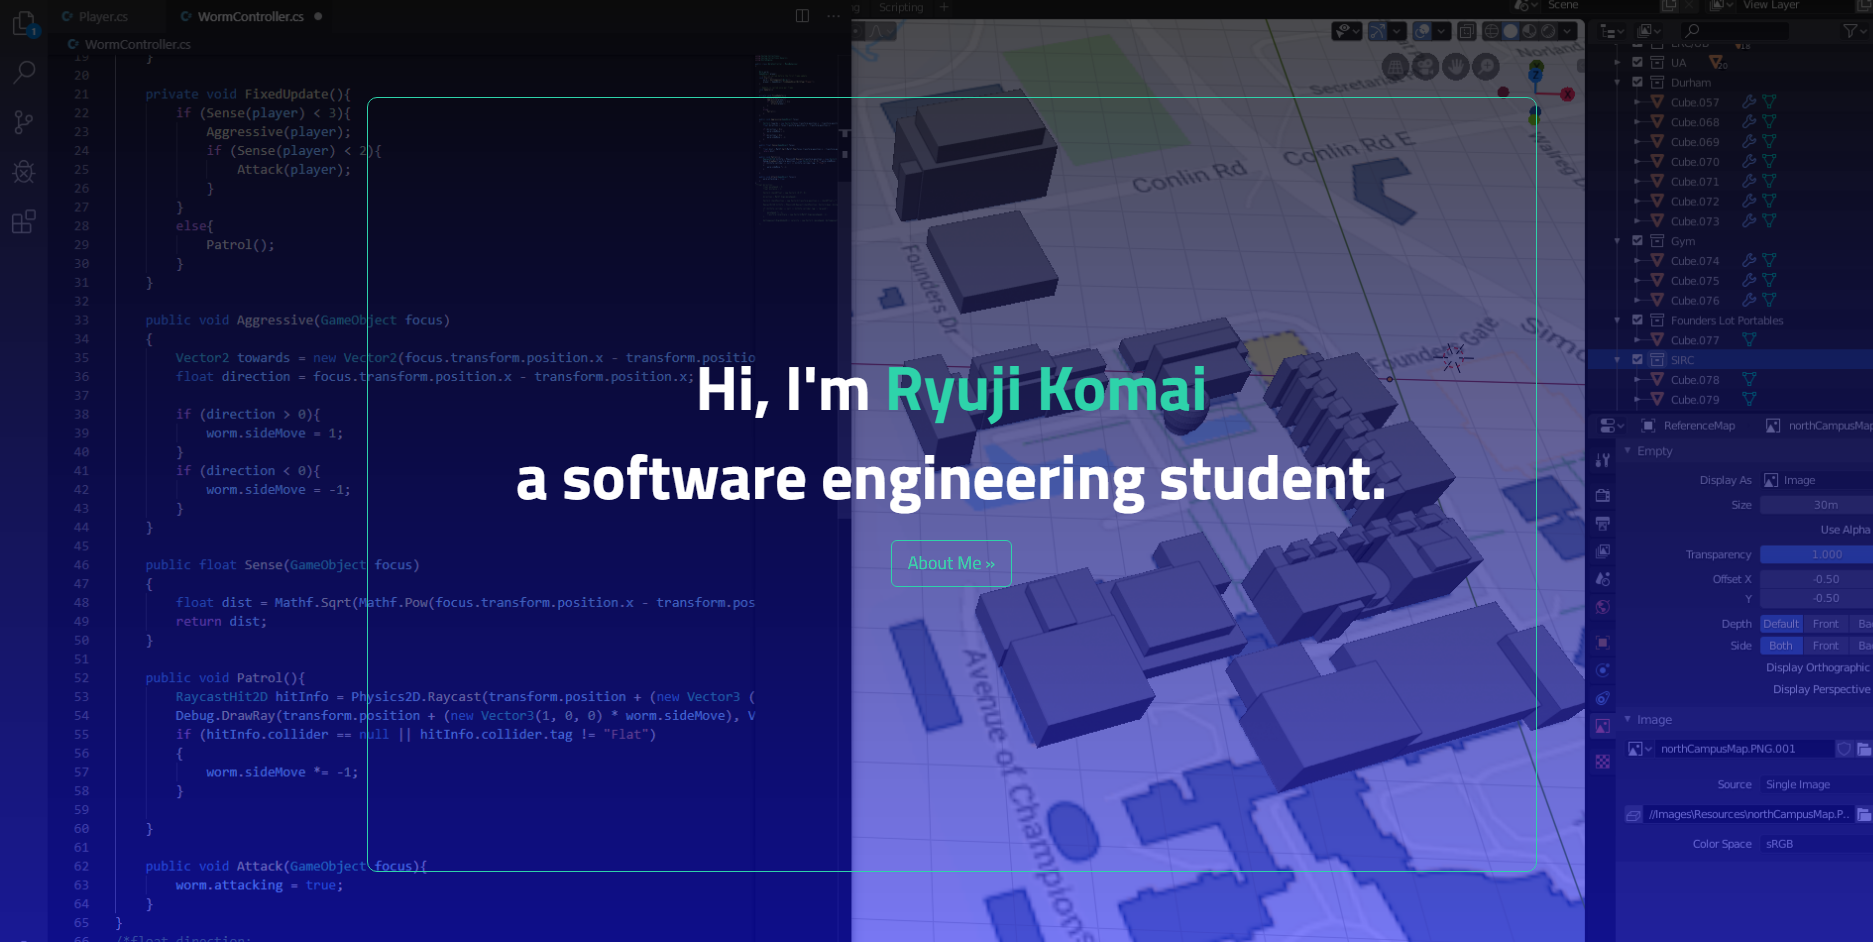 Player.cs
WormController.cs
WormController.cs
19 }
20
21 private void FixedUpdate(){
22 if (Sense(player) < 3){
23 Aggressive(player);
24 if (Sense(player) < 2){
25 Attack(player);
26 }
27 }
28 else{
29 Patrol();
30 }
31 }
32
33 public void Aggressive(GameObject focus)
34 {
35 Vector2 towards = new Vector2(focus.transform.position.x - transform.positio
36 float direction = focus.transform.position.x - transform.position.x;
37
38 if (direction > 0){
39 worm.sideMove = 1;
40 }
41 if (direction < 0){
42 worm.sideMove = -1;
43 }
44 }
45
46 public float Sense(GameObject focus)
47 {
48 float dist = Mathf.Sqrt(Mathf.Pow(focus.transform.position.x - transform.pos
49 return dist;
50 }
51
52 public void Patrol(){
53 RaycastHit2D hitInfo = Physics2D.Raycast(transform.position + (new Vector3 (
54 Debug.DrawRay(transform.position + (new Vector3(1, 0, 0) * worm.sideMove), V
55 if (hitInfo.collider == null || hitInfo.collider.tag != "Flat")
56 {
57 worm.sideMove *= -1;
58 }
59
60 }
61
62 public void Attack(GameObject focus){
63 worm.attacking = true;
64 }
65 }
66 /*float direction;
Hi, I'm Ryuji Komai
a software engineering student.
About Me »
Scripting +
Scene
View Layer
Conlin Rd
Conlin Rd E
Founders Dr
Founders Gate
Avenue of Champions
UA
Durham
Cube.057
Cube.068
Cube.069
Cube.070
Cube.071
Cube.072
Cube.073
Gym
Cube.074
Cube.075
Cube.076
Founders Lot Portables
Cube.077
SIRC
Cube.078
Cube.079
ReferenceMap
northCampusMap
Empty
Display As Image
Size 30m
Use Alpha
Transparency 1.000
Offset X -0.50
Y -0.50
Depth Default Front Bac
Side Both Front Bac
Display Orthographic
Display Perspective
Image
northCampusMap.PNG.001
Source Single Image
//Images\Resources\northCampusMap.P..
Color Space sRGB